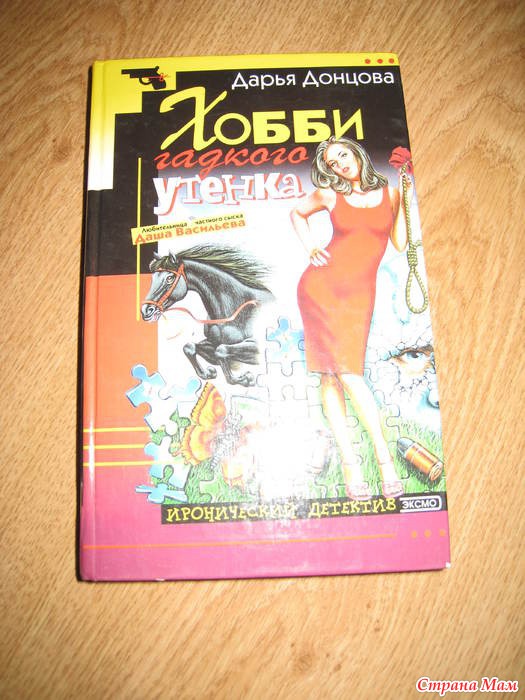 Дарья Донцова
Хобби
гадкого
утенка
Любительница частного сыска
Даша Васильева
ИРОНИЧЕСКИЙ ДЕТЕКТИВ
ЭКСМО
Страна Мам